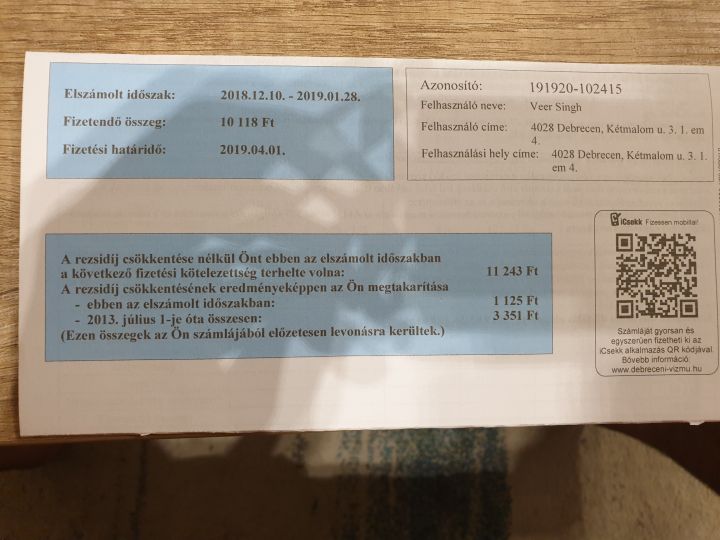 Elszámolt időszak: 2018.12.10. - 2019.01.28.
Fizetendő összeg: 10 118 Ft
Fizetési határidő: 2019.04.01.
Azonosító: 191920-102415
Felhasználó neve: Veer Singh
Felhasználó címe: 4028 Debrecen, Kétmalom u. 3. 1. em
4.
Felhasználási hely címe: 4028 Debrecen, Kétmalom u. 3. 1.
em 4.
A rezsidíj csökkentése nélkül Önt ebben az elszámolt időszakban
a következő fizetési kötelezettség terhelte volna: 11 243 Ft
A rezsidíj csökkentésének eredményeképpen az Ön megtakarítása
- ebben az elszámolt időszakban: 1 125 Ft
- 2013. július 1-je óta összesen: 3 351 Ft
(Ezen összegek az Ön számlájából előzetesen levonásra kerültek.)
iCsekk Fizessen mobillal!
Számláját gyorsan és
egyszerűen fizetheti ki az
iCsekk alkalmazás QR kódjával.
Bővebb információ:
www.debreceni-vizmu.hu